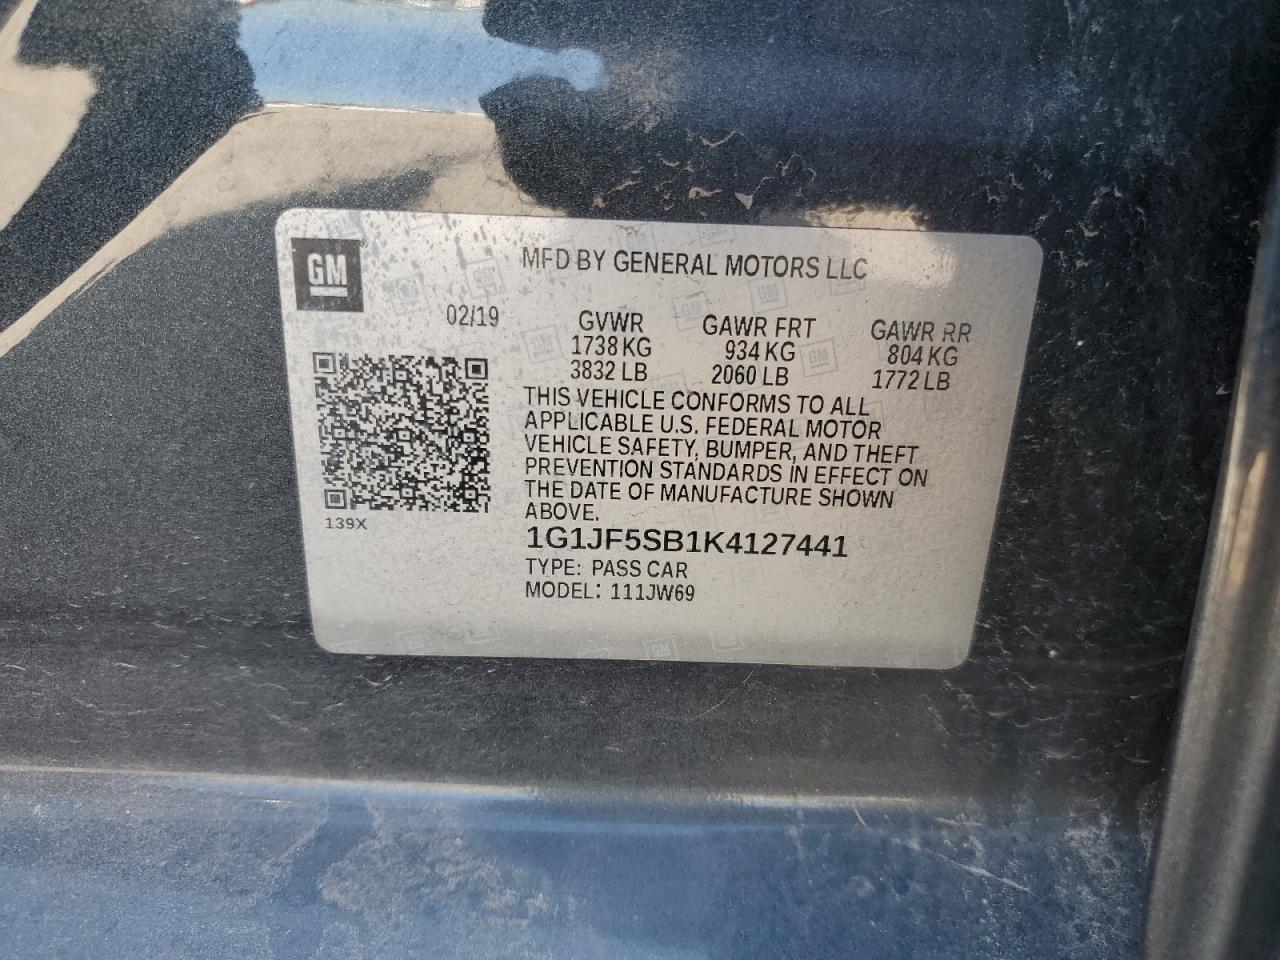 GM
MFD BY GENERAL MOTORS LLC
02/19
GVWR GAWR FRT GAWR RR
1738 KG 934 KG 804 KG
3832 LB 2060 LB 1772 LB
THIS VEHICLE CONFORMS TO ALL
APPLICABLE U.S. FEDERAL MOTOR
VEHICLE SAFETY, BUMPER, AND THEFT
PREVENTION STANDARDS IN EFFECT ON
THE DATE OF MANUFACTURE SHOWN
ABOVE.
139X
1G1JF5SB1K4127441
TYPE: PASS CAR
MODEL: 111JW69